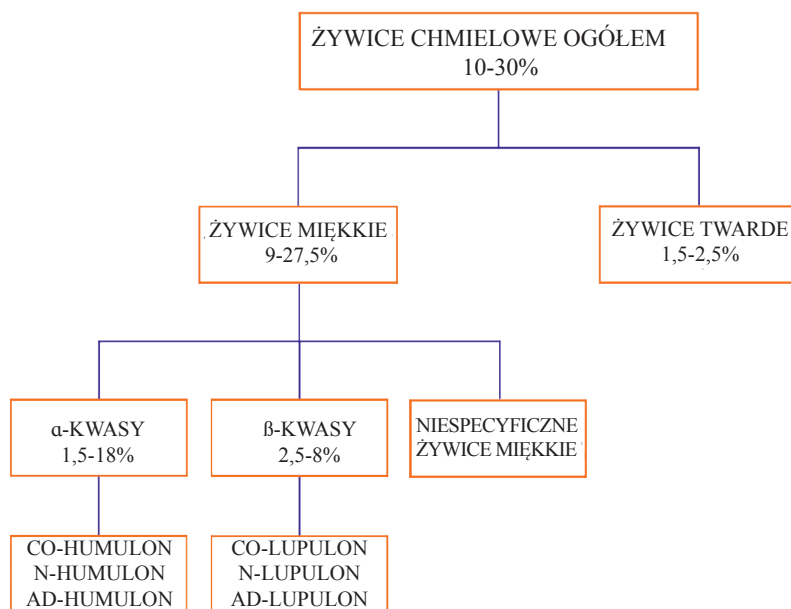 ŻYWICE CHMIELOWE OGÓŁEM
10-30%
ŻYWICE MIĘKKIE
9-27,5%
ŻYWICE TWARDE
1,5-2,5%
α-KWASY
1,5-18%
ß-KWASY
2,5-8%
NIESPECYFICZNE
ŻYWICE MIĘKKIE
CO-HUMULON
N-HUMULON
AD-HUMULON
CO-LUPULON
N-LUPULON
AD-LUPULON